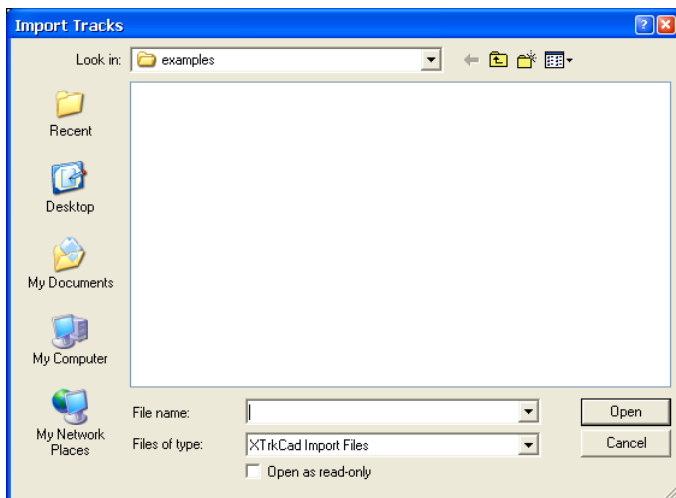 Import Tracks
Look in: examples
Recent
Desktop
My Documents
My Computer
My Network
Places
File name: Open
Files of type: XTrkCad Import Files Cancel
Open as read-only